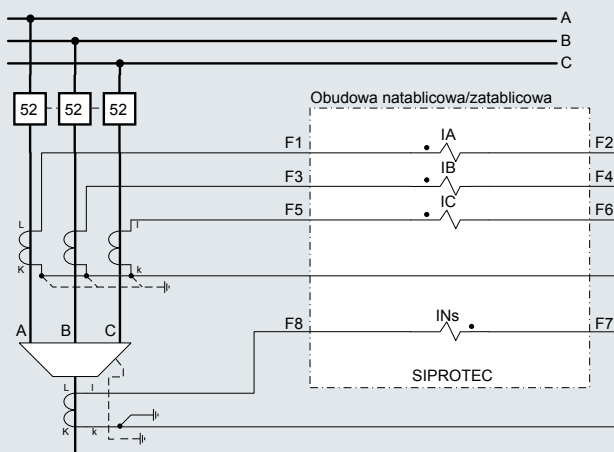 A
B
C
52 52 52
Obudowa natablicowa/zatablicowa
F1 IA F2
F3 IB F4
F5 IC F6
L l
K k
A B C
F8 INs F7
SIPROTEC
L l
K k